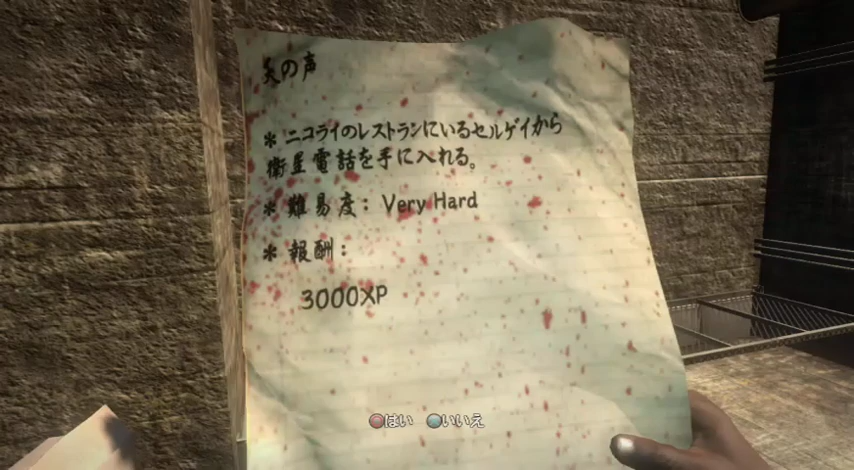 天の声
* ニコライのレストランにいるセルゲイから
衛星電話を手に入れる。
* 難易度: Very Hard
* 報酬:
3000XP
はい いいえ